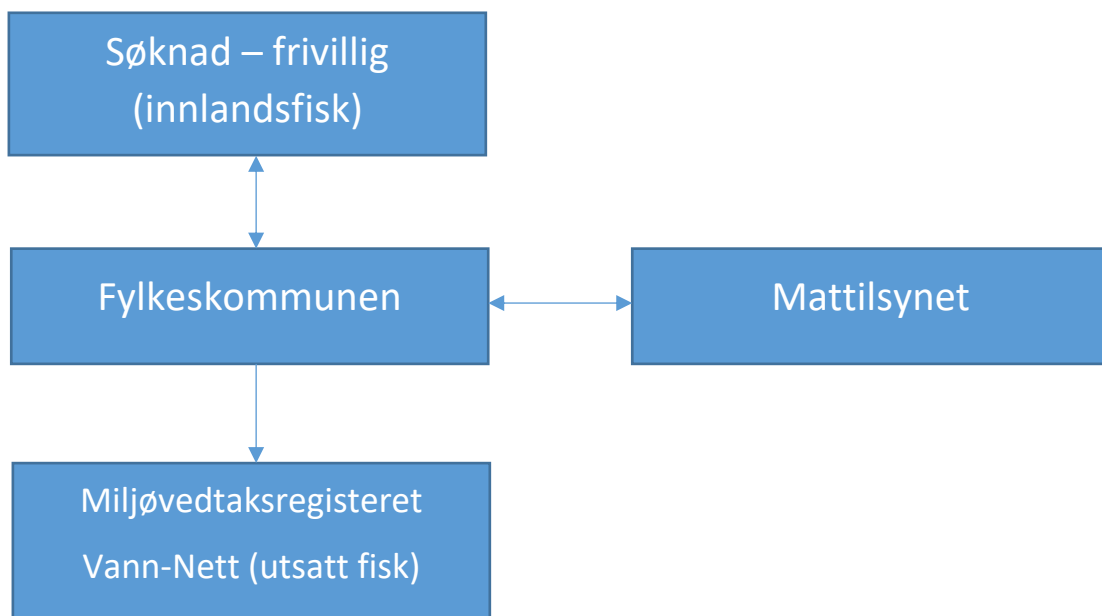 Søknad – frivillig
(innlandsfisk)
Fylkeskommunen
Mattilsynet
Miljøvedtaksregisteret
Vann-Nett (utsatt fisk)